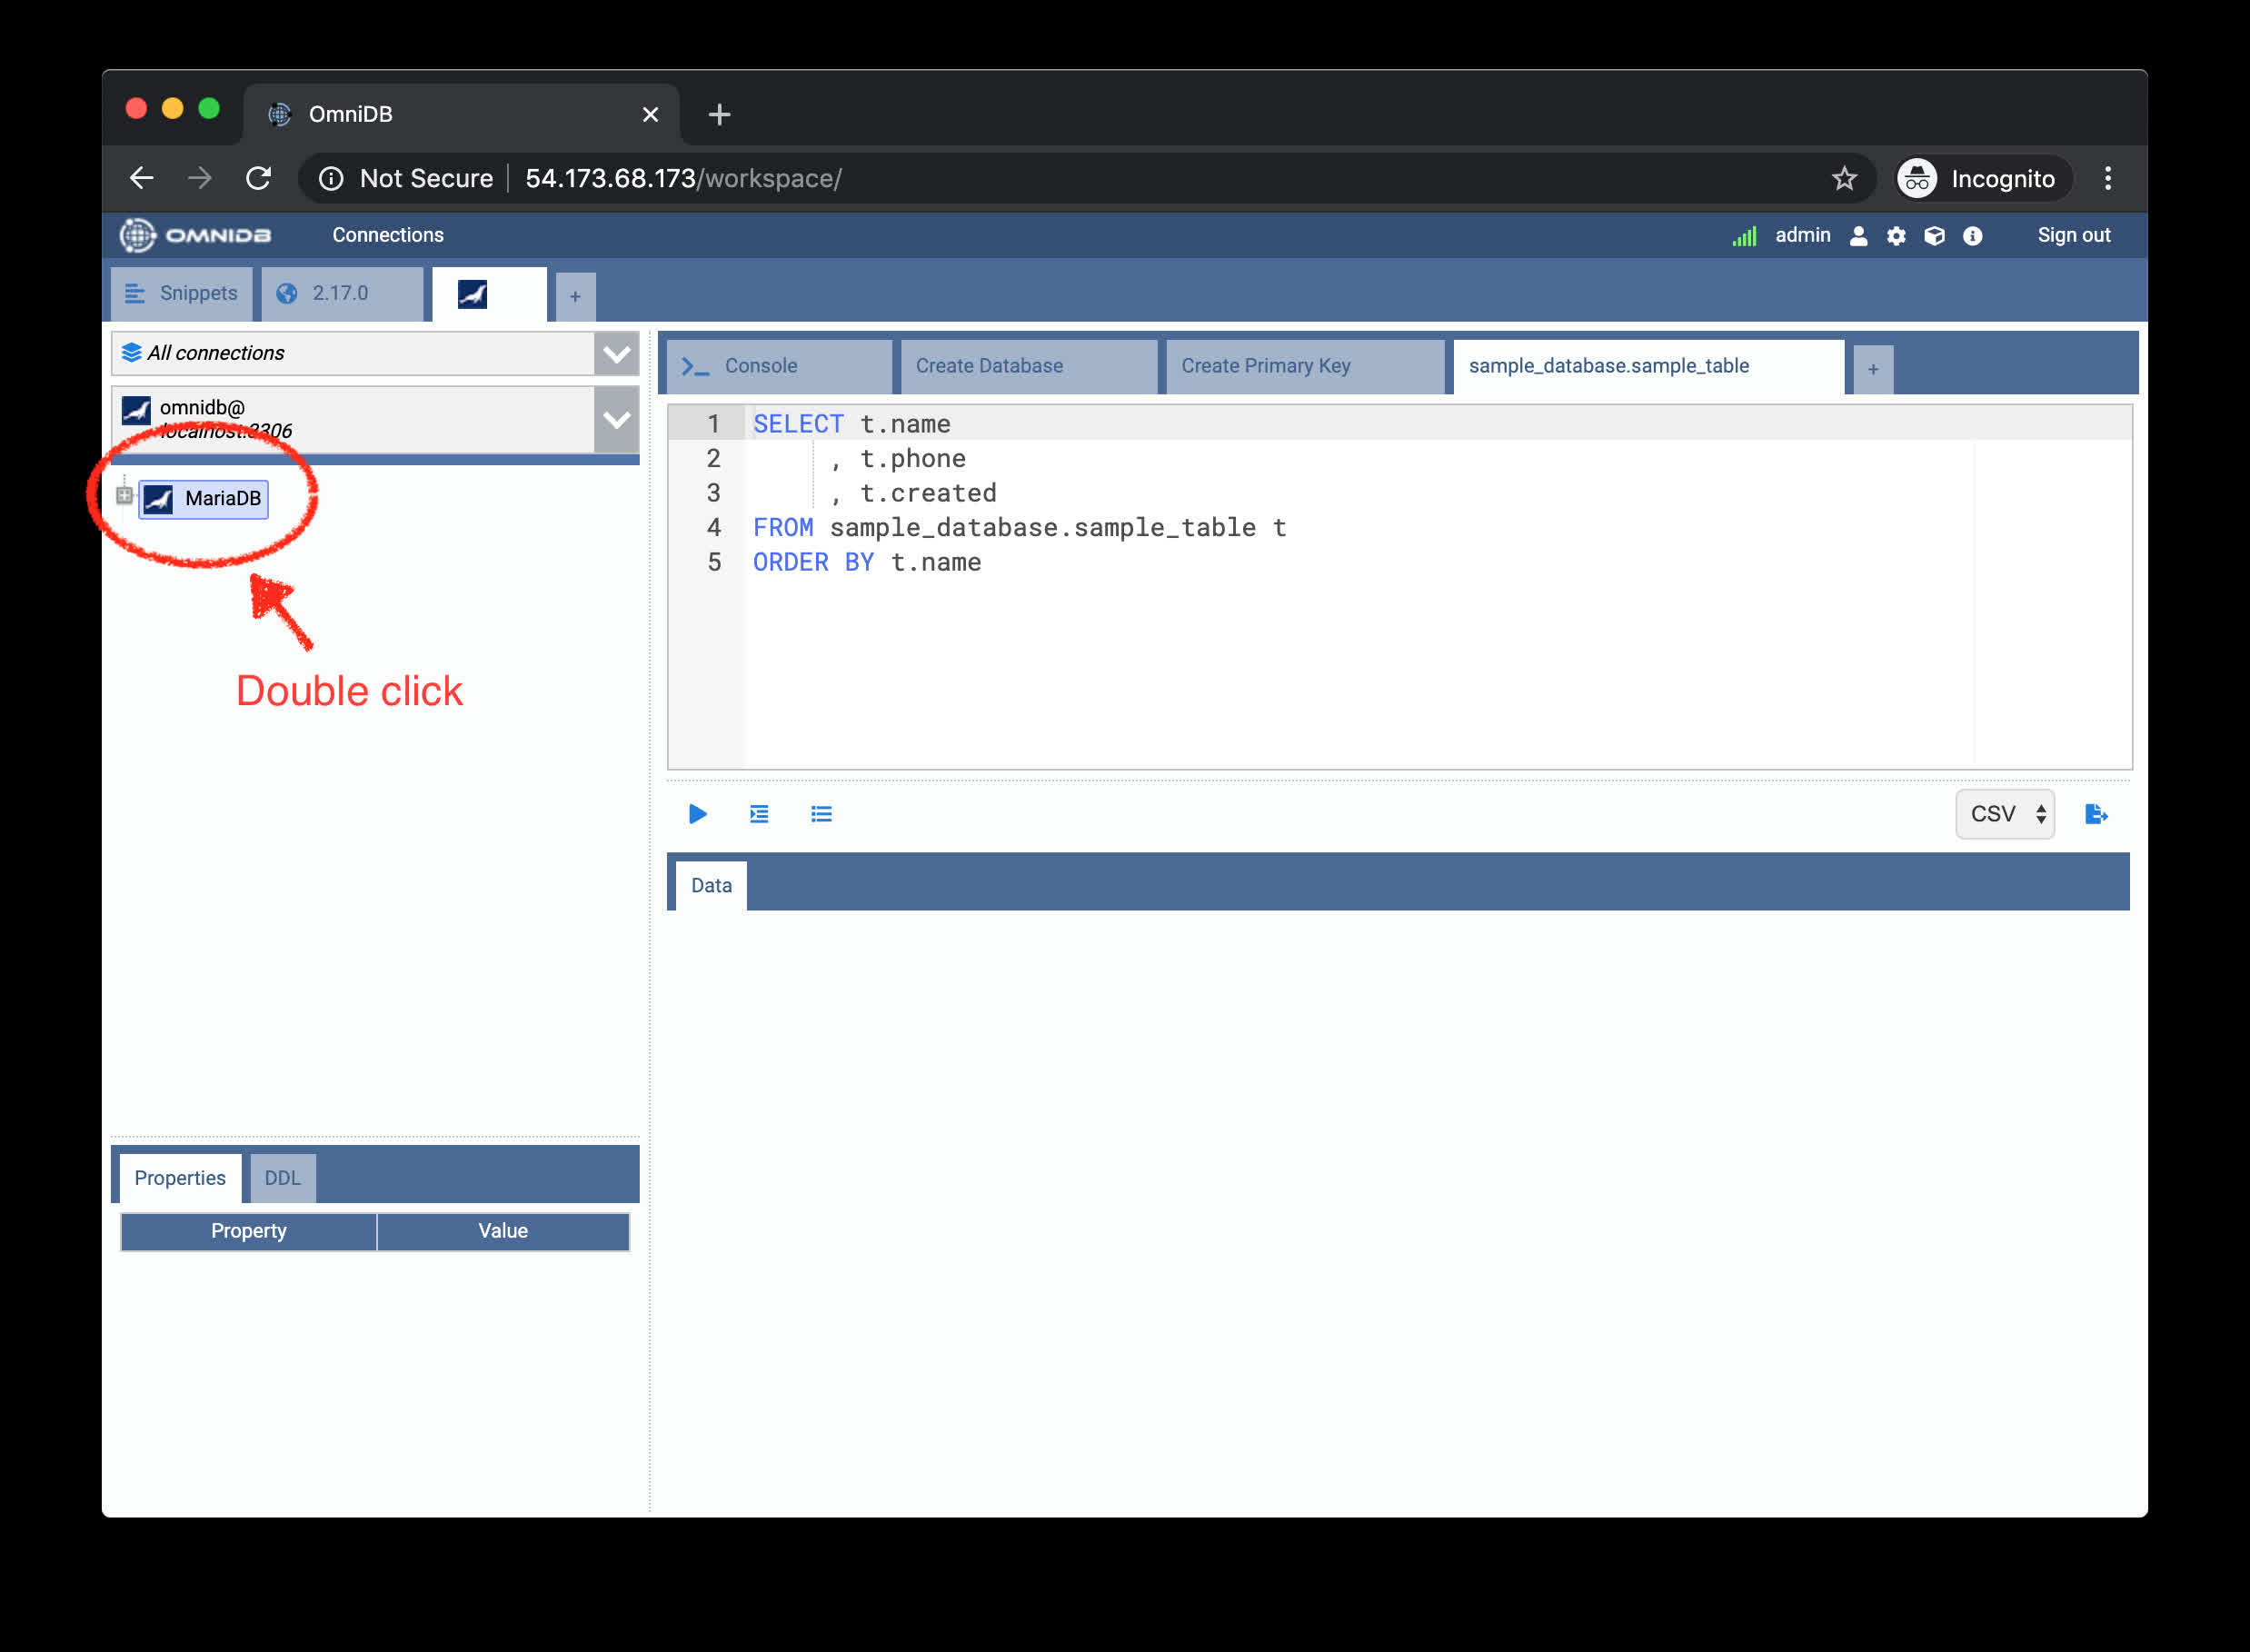 OmniDB
Not Secure 54.173.68.173/workspace/
Incognito
OMNIDB Connections admin Sign out
Snippets 2.17.0 +
All connections
omnidb@
localhost:3306
MariaDB
Double click
Console Create Database Create Primary Key sample_database.sample_table +
1 SELECT t.name
2 , t.phone
3 , t.created
4 FROM sample_database.sample_table t
5 ORDER BY t.name
CSV
Data
Properties DDL
Property Value